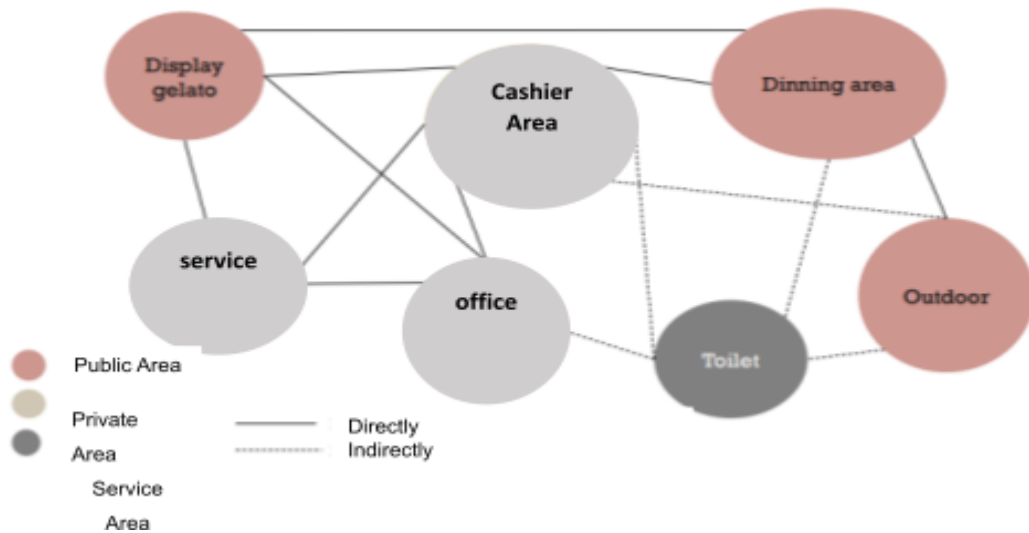 Display
gelato
Cashier
Area
Dinning area
service
office
Outdoor
Toilet
Public Area
Private
Area
Service
Area
Directly
Indirectly